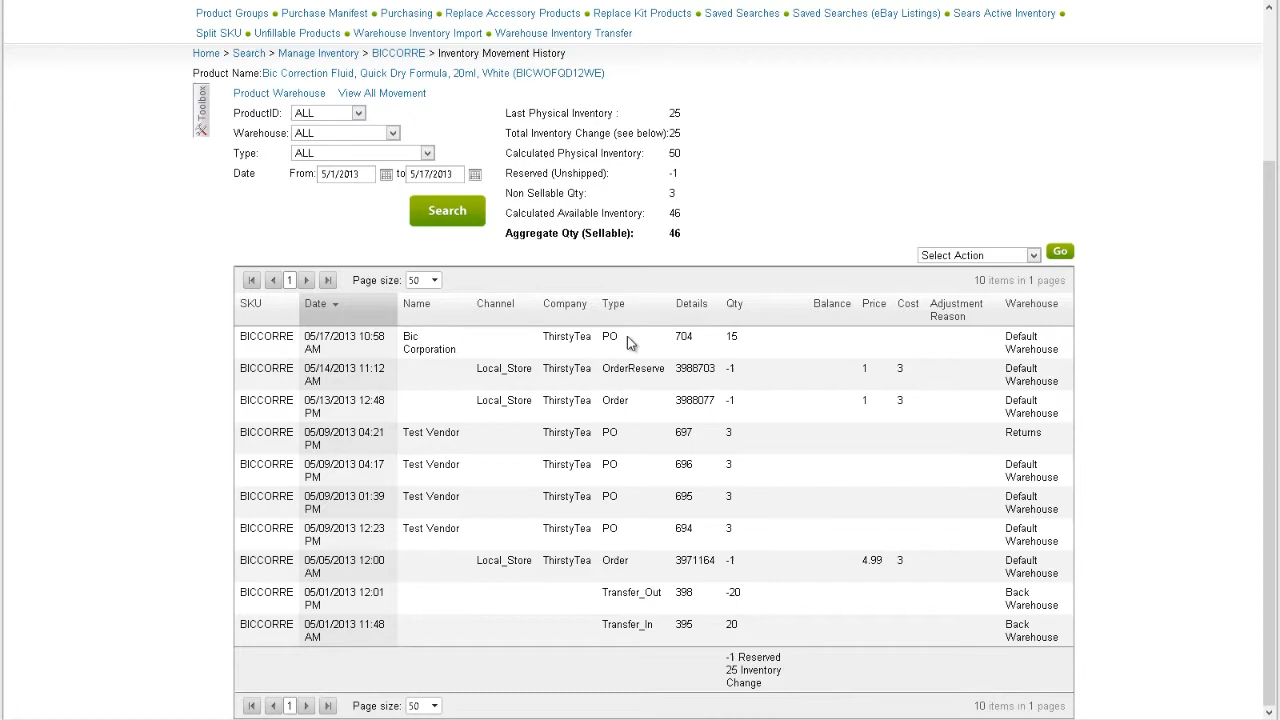 Product Groups • Purchase Manifest • Purchasing • Replace Accessory Products • Replace Kit Products • Saved Searches • Saved Searches (eBay Listings) • Sears Active Inventory •
Split SKU • Unfillable Products • Warehouse Inventory Import • Warehouse Inventory Transfer
Home > Search > Manage Inventory > BICCORRE > Inventory Movement History
Product Name:Bic Correction Fluid, Quick Dry Formula, 20ml, White (BICWOFQD12WE)
Toolbox
Product Warehouse View All Movement
ProductID: ALL Last Physical Inventory : 25
Warehouse: ALL Total Inventory Change (see below):25
Type: ALL Calculated Physical Inventory: 50
Date From: 5/1/2013 to 5/17/2013 Reserved (Unshipped): -1
Non Sellable Qty: 3
Search Calculated Available Inventory: 46
Aggregate Qty (Sellable): 46
Select Action Go
1 Page size: 50 10 items in 1 pages
SKU Date Name Channel Company Type Details Qty Balance Price Cost Adjustment Warehouse
Reason
BICCORRE 05/17/2013 10:58 Bic ThirstyTea PO 704 15 Default
AM Corporation Warehouse
BICCORRE 05/14/2013 11:12 Local_Store ThirstyTea OrderReserve 3988703 -1 1 3 Default
AM Warehouse
BICCORRE 05/13/2013 12:48 Local_Store ThirstyTea Order 3988077 -1 1 3 Default
PM Warehouse
BICCORRE 05/09/2013 04:21 Test Vendor ThirstyTea PO 697 3 Returns
PM
BICCORRE 05/09/2013 04:17 Test Vendor ThirstyTea PO 696 3 Default
PM Warehouse
BICCORRE 05/09/2013 01:39 Test Vendor ThirstyTea PO 695 3 Default
PM Warehouse
BICCORRE 05/09/2013 12:23 Test Vendor ThirstyTea PO 694 3 Default
PM Warehouse
BICCORRE 05/05/2013 12:00 Local_Store ThirstyTea Order 3971164 -1 4.99 3 Default
AM Warehouse
BICCORRE 05/01/2013 12:01 Transfer_Out 398 -20 Back
PM Warehouse
BICCORRE 05/01/2013 11:48 Transfer_In 395 20 Back
AM Warehouse
-1 Reserved
25 Inventory
Change
1 Page size: 50 10 items in 1 pages